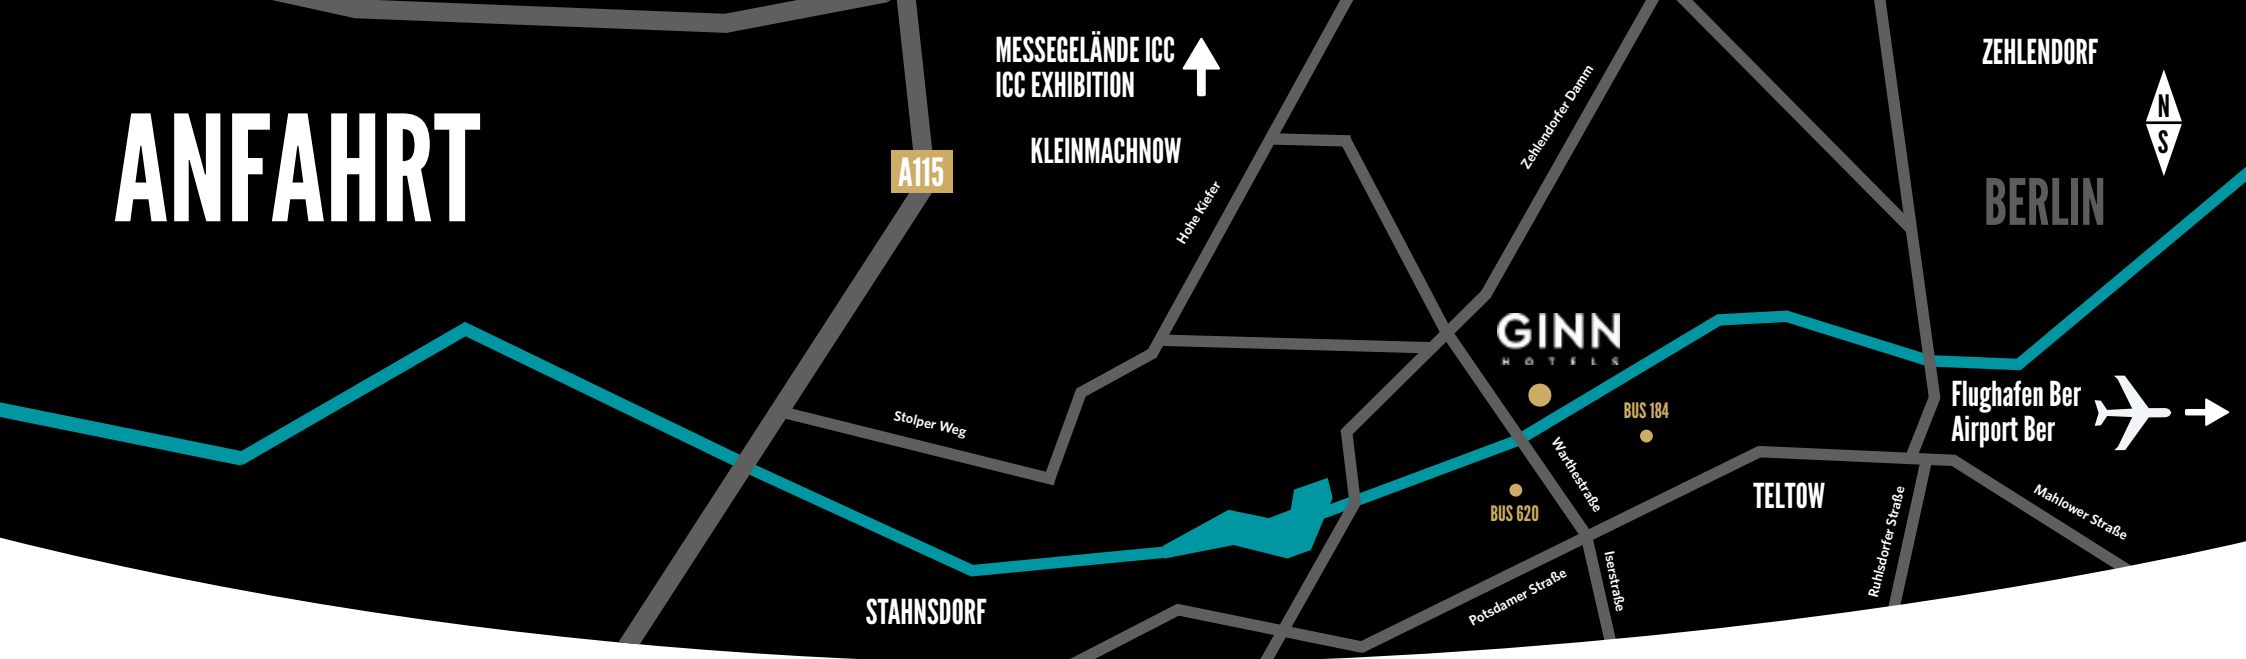 ANFAHRT
MESSEGELÄNDE ICC
ICC EXHIBITION
KLEINMACHNOW
A115
Hohe Kiefer
Zehlendorfer Damm
ZEHLENDORF
N
S
BERLIN
GINN
HOTELS
Stolper Weg
BUS 184
BUS 620
Warthestraße
Flughafen Ber
Airport Ber
TELTOW
Mahlower Straße
Ruhlsdorfer Straße
Iserstraße
Potsdamer Straße
STAHNSDORF